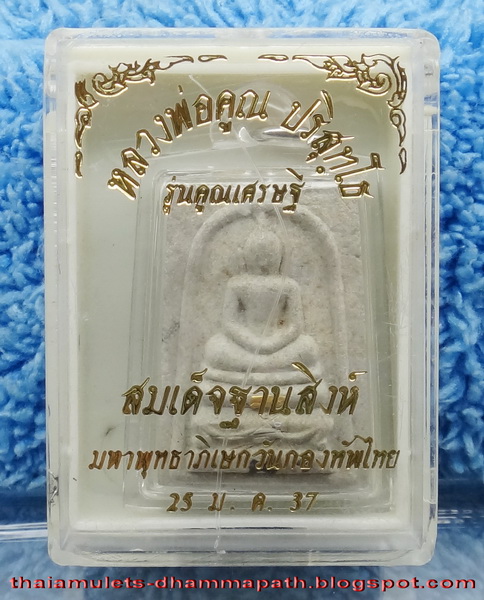 หลวงพ่อคูณ ปริสุทโธ
รุ่นคูณเศรษฐี
สมเด็จฐานสิงห์
มหาพุทธาภิเษกวันกองทัพไทย
25 ม. ค. 37
thaiamulets-dhammapath.blogspot.com